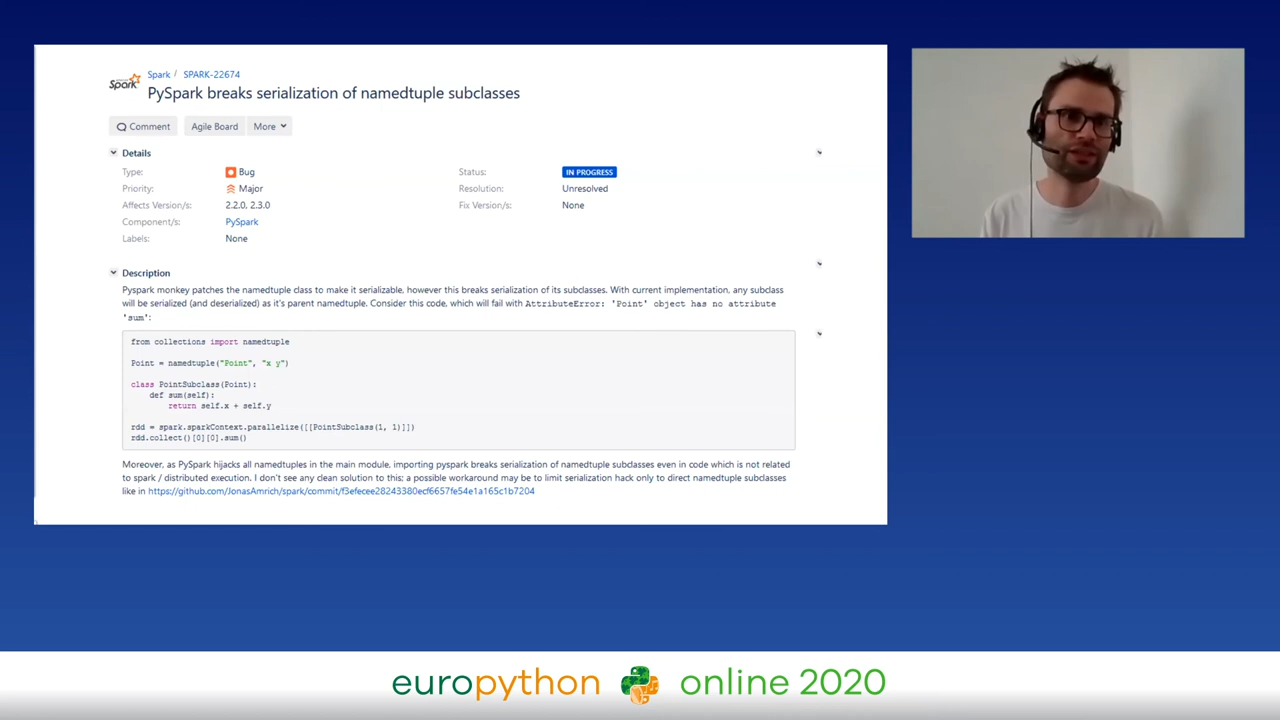 Spark
Spark / SPARK-22674
PySpark breaks serialization of namedtuple subclasses
Comment Agile Board More
Details
Type: Bug Status: IN PROGRESS
Priority: Major Resolution: Unresolved
Affects Version/s: 2.2.0, 2.3.0 Fix Version/s: None
Component/s: PySpark
Labels: None
Description
Pyspark monkey patches the namedtuple class to make it serializable, however this breaks serialization of its subclasses. With current implementation, any subclass
will be serialized (and deserialized) as it's parent namedtuple. Consider this code, which will fail with AttributeError: 'Point' object has no attribute
'sum':
from collections import namedtuple
Point = namedtuple("Point", "x y")
class PointSubclass(Point):
def sum(self):
return self.x + self.y
rdd = spark.sparkContext.parallelize([[PointSubclass(1, 1)]])
rdd.collect()[0][0].sum()
Moreover, as PySpark hijacks all namedtuples in the main module, importing pyspark breaks serialization of namedtuple subclasses even in code which is not related
to spark / distributed execution. I don't see any clean solution to this; a possible workaround may be to limit serialization hack only to direct namedtuple subclasses
like in https://github.com/JonasAmrich/spark/commit/f3efecee28243380ecf6657fe54e1a165c1b7204
europython online 2020